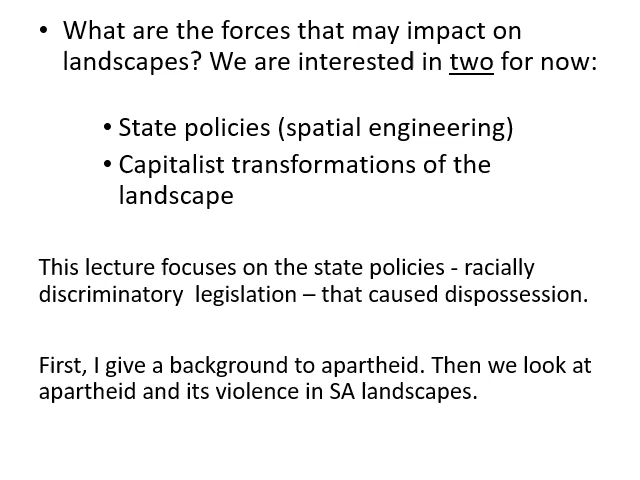 • What are the forces that may impact on
landscapes? We are interested in two for now:
• State policies (spatial engineering)
• Capitalist transformations of the
landscape
This lecture focuses on the state policies - racially
discriminatory  legislation – that caused dispossession.
First, I give a background to apartheid. Then we look at
apartheid and its violence in SA landscapes.